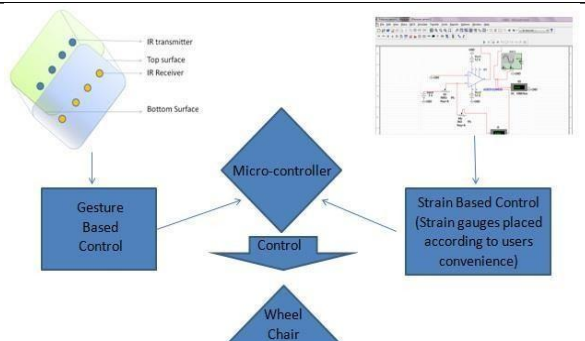 IR transmitter
Top surface
IR Receiver
Bottom Surface
Micro-controller
Gesture
Based
Control
Strain Based Control
(Strain gauges placed
according to users
convenience)
Control
Wheel
Chair